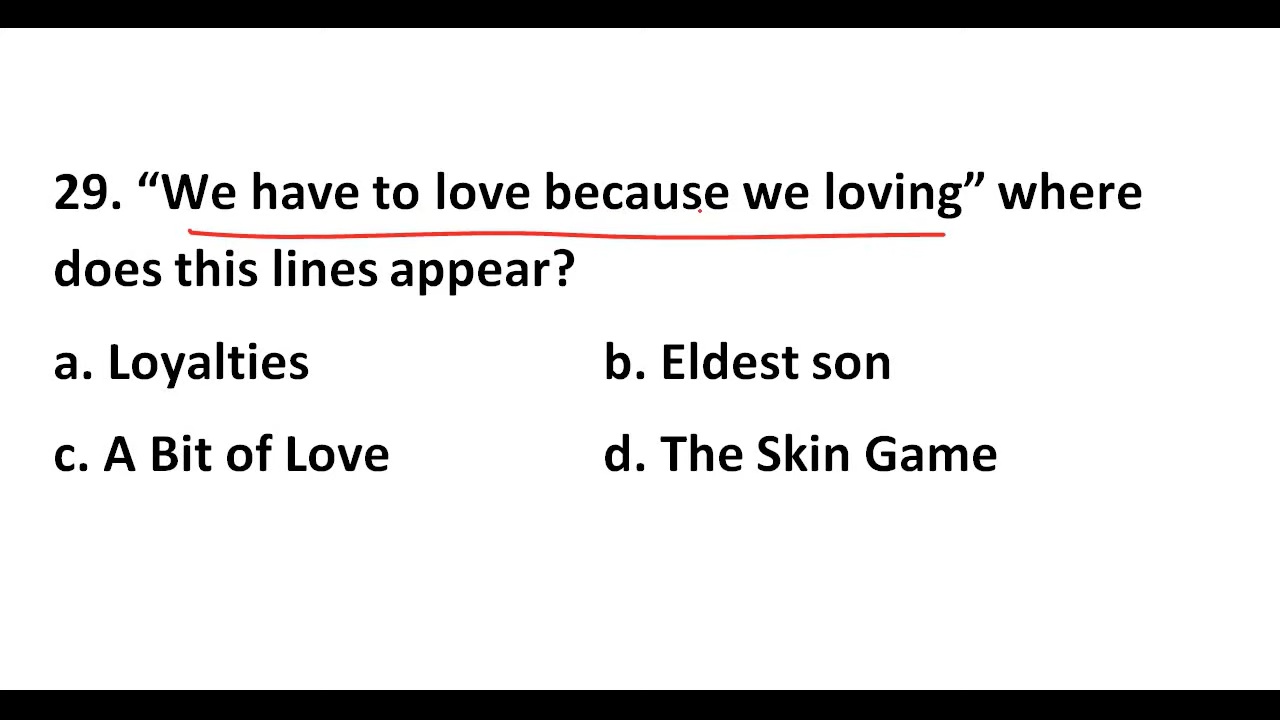 29. “We have to love because we loving” where
does this lines appear?
a. Loyalties b. Eldest son
c. A Bit of Love d. The Skin Game